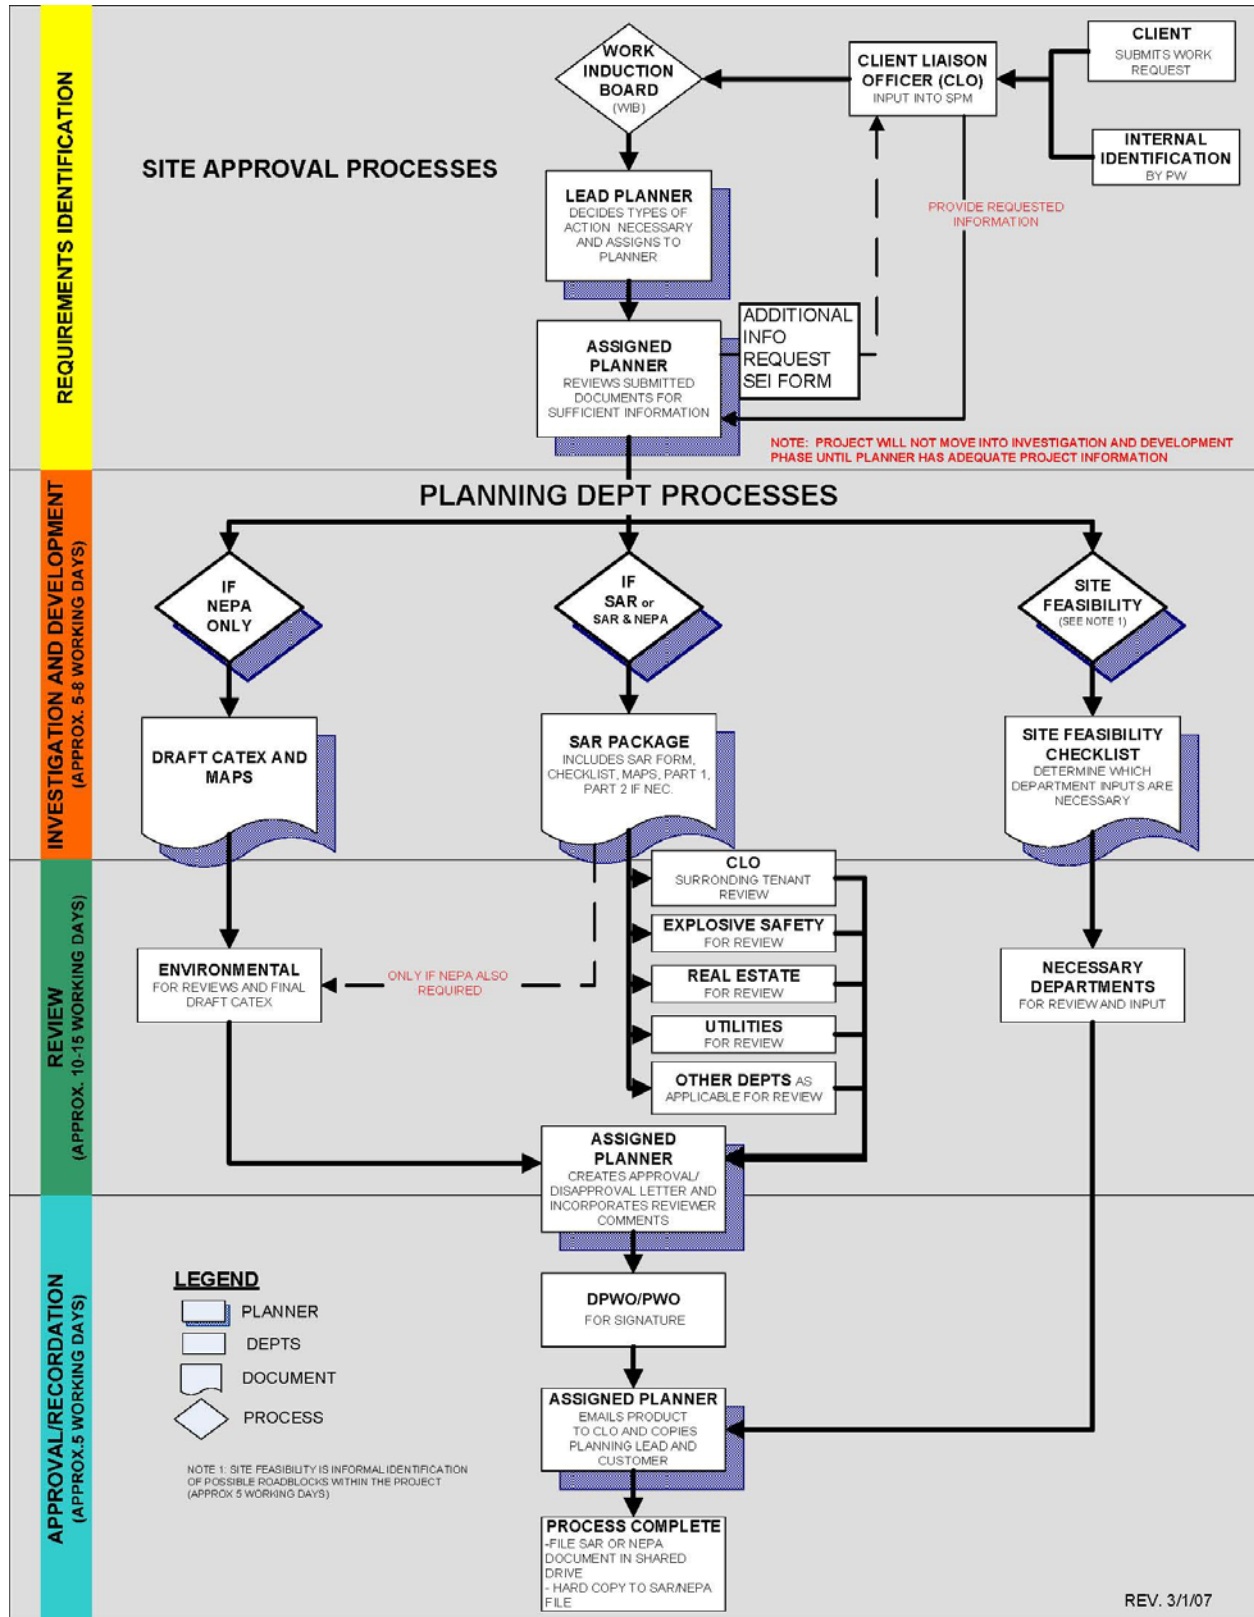 REQUIREMENTS IDENTIFICATION
SITE APPROVAL PROCESSES
WORK
INDUCTION
BOARD
(WIB)
CLIENT LIAISON
OFFICER (CLO)
INPUT INTO SPM
CLIENT
SUBMITS WORK
REQUEST
INTERNAL
IDENTIFICATION
BY PW
LEAD PLANNER
DECIDES TYPES OF
ACTION NECESSARY
AND ASSIGNS TO
PLANNER
PROVIDE REQUESTED
INFORMATION
ASSIGNED
PLANNER
REVIEWS SUBMITTED
DOCUMENTS FOR
SUFFICIENT INFORMATION
ADDITIONAL
INFO
REQUEST
SEI FORM
NOTE: PROJECT WILL NOT MOVE INTO INVESTIGATION AND DEVELOPMENT
PHASE UNTIL PLANNER HAS ADEQUATE PROJECT INFORMATION
INVESTIGATION AND DEVELOPMENT
(APPROX. 5-8 WORKING DAYS)
PLANNING DEPT PROCESSES
IF
NEPA
ONLY
IF
SAR or
SAR & NEPA
SITE
FEASIBILITY
(SEE NOTE 1)
DRAFT CATEX AND
MAPS
SAR PACKAGE
INCLUDES SAR FORM,
CHECKLIST, MAPS, PART 1,
PART 2 IF NEC.
SITE FEASIBILITY
CHECKLIST
DETERMINE WHICH
DEPARTMENT INPUTS ARE
NECESSARY
REVIEW
(APPROX. 10-15 WORKING DAYS)
CLO
SURRONDING TENANT
REVIEW
EXPLOSIVE SAFETY
FOR REVIEW
REAL ESTATE
FOR REVIEW
UTILITIES
FOR REVIEW
OTHER DEPTS AS
APPLICABLE FOR REVIEW
ENVIRONMENTAL
FOR REVIEWS AND FINAL
DRAFT CATEX
ONLY IF NEPA ALSO
REQUIRED
NECESSARY
DEPARTMENTS
FOR REVIEW AND INPUT
ASSIGNED
PLANNER
CREATES APPROVAL/
DISAPPROVAL LETTER AND
INCORPORATES REVIEWER
COMMENTS
APPROVAL/RECORDATION
(APPROX.5 WORKING DAYS)
LEGEND
PLANNER
DEPTS
DOCUMENT
PROCESS
NOTE 1: SITE FEASIBILITY IS INFORMAL IDENTIFICATION
OF POSSIBLE ROADBLOCKS WITHIN THE PROJECT
(APPROX 5 WORKING DAYS)
DPWO/PWO
FOR SIGNATURE
ASSIGNED PLANNER
EMAILS PRODUCT
TO CLO AND COPIES
PLANNING LEAD AND
CUSTOMER
PROCESS COMPLETE
-FILE SAR OR NEPA
DOCUMENT IN SHARED
DRIVE
- HARD COPY TO SAR/NEPA
FILE
REV. 3/1/07